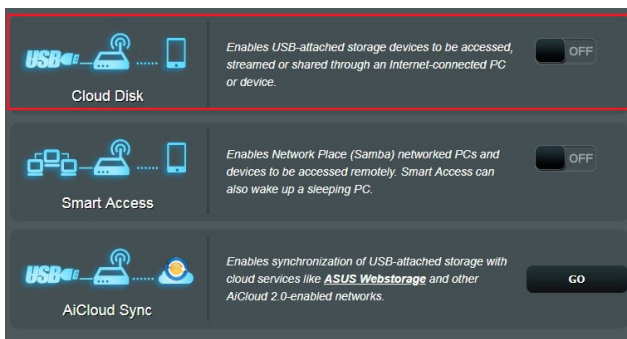 USB
Enables USB-attached storage devices to be accessed,
streamed or shared through an Internet-connected PC
or device.
OFF
Cloud Disk
Enables Network Place (Samba) networked PCs and
devices to be accessed remotely. Smart Access can
also wake up a sleeping PC.
OFF
Smart Access
USB
Enables synchronization of USB-attached storage with
cloud services like ASUS Webstorage and other
AiCloud 2.0-enabled networks.
GO
AiCloud Sync